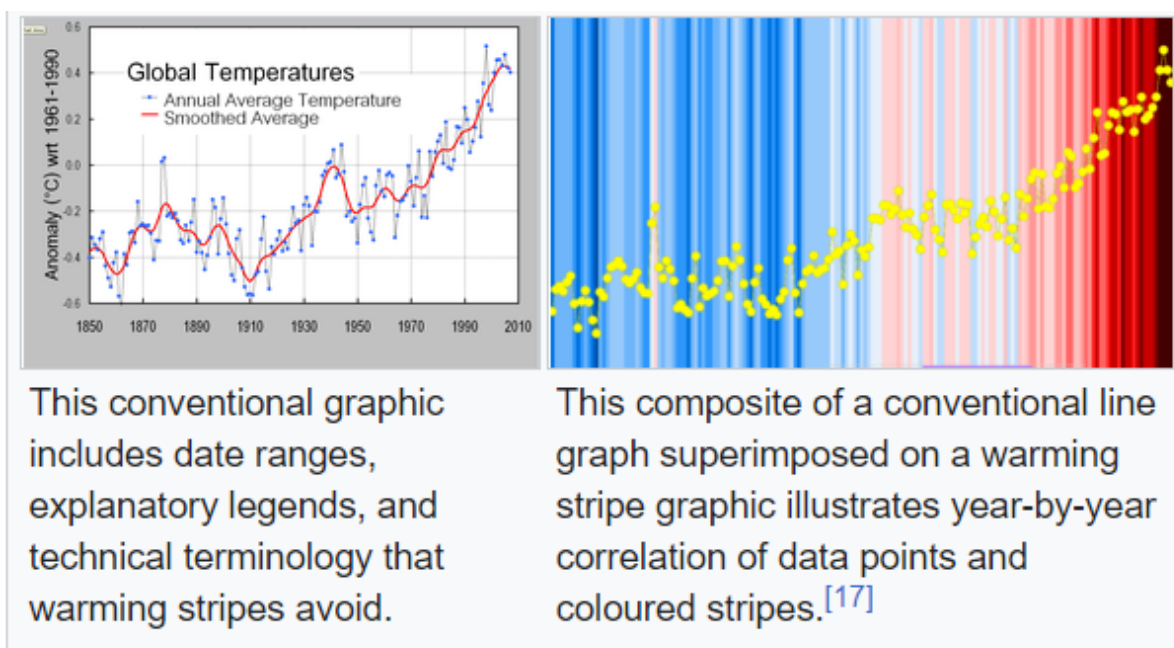 Global Temperatures
Annual Average Temperature
Smoothed Average
Anomaly (°C) wrt 1961-1990
0.6
0.4
0.2
0.0
-0.2
-0.4
-0.6
1850 1870 1890 1910 1930 1950 1970 1990 2010
This conventional graphic
includes date ranges,
explanatory legends, and
technical terminology that
warming stripes avoid.
This composite of a conventional line
graph superimposed on a warming
stripe graphic illustrates year-by-year
correlation of data points and
coloured stripes.[17]